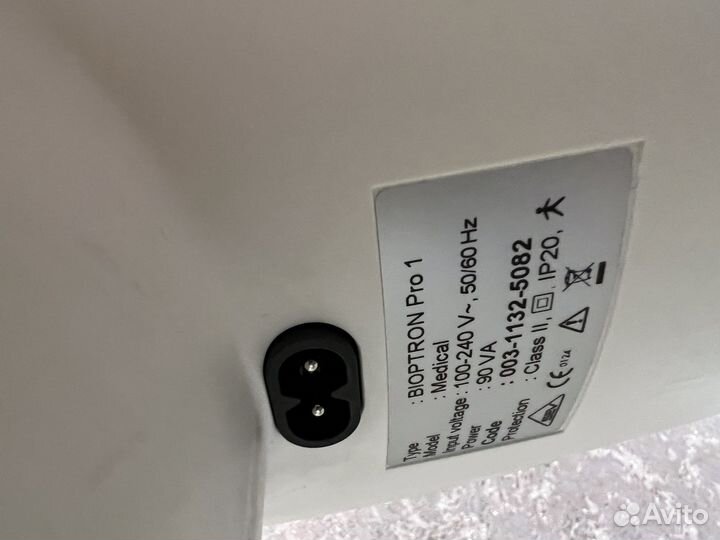 Type : BIOPTRON Pro 1
Model : Medical
Input voltage : 100-240 V~, 50/60 Hz
Power : 90 VA
Code : 003-1132-5082
Protection : Class II, IP20,
CE 0124
Avito